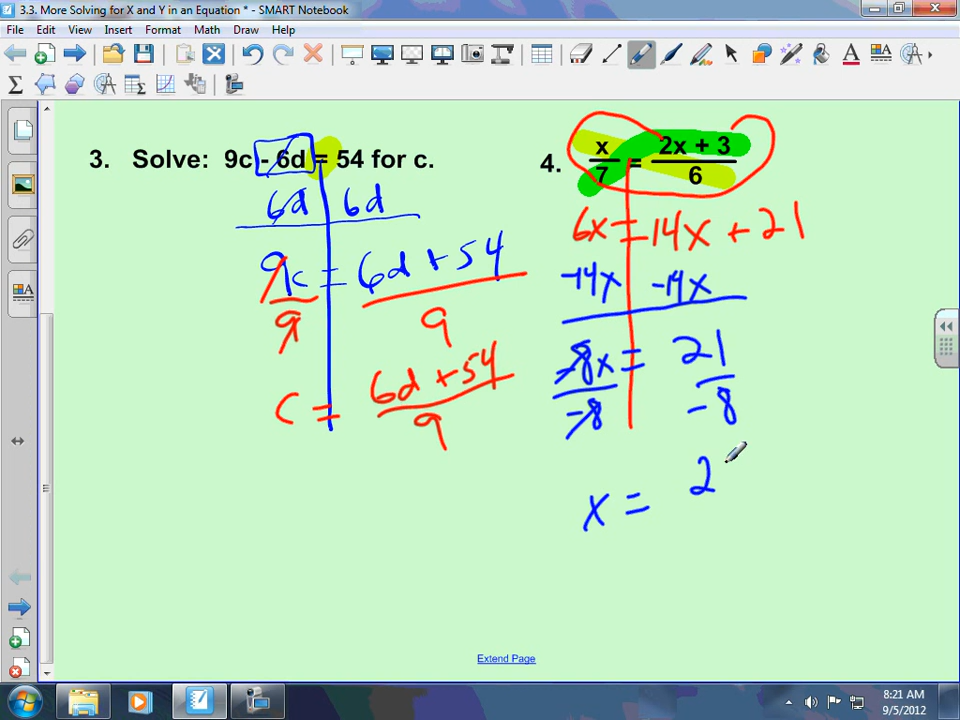 3.3. More Solving for X and Y in an Equation * - SMART Notebook
File Edit View Insert Format Math Draw Help
3. Solve: 9c - 6d = 54 for c.
6d 6d
9c = 6d + 54
9 9
c = 6d + 54
9
4. x = 2x + 3
7 6
6x = 14x + 21
-14x -14x
-8x = 21
-8 -8
x = 2
Extend Page
8:21 AM
9/5/2012